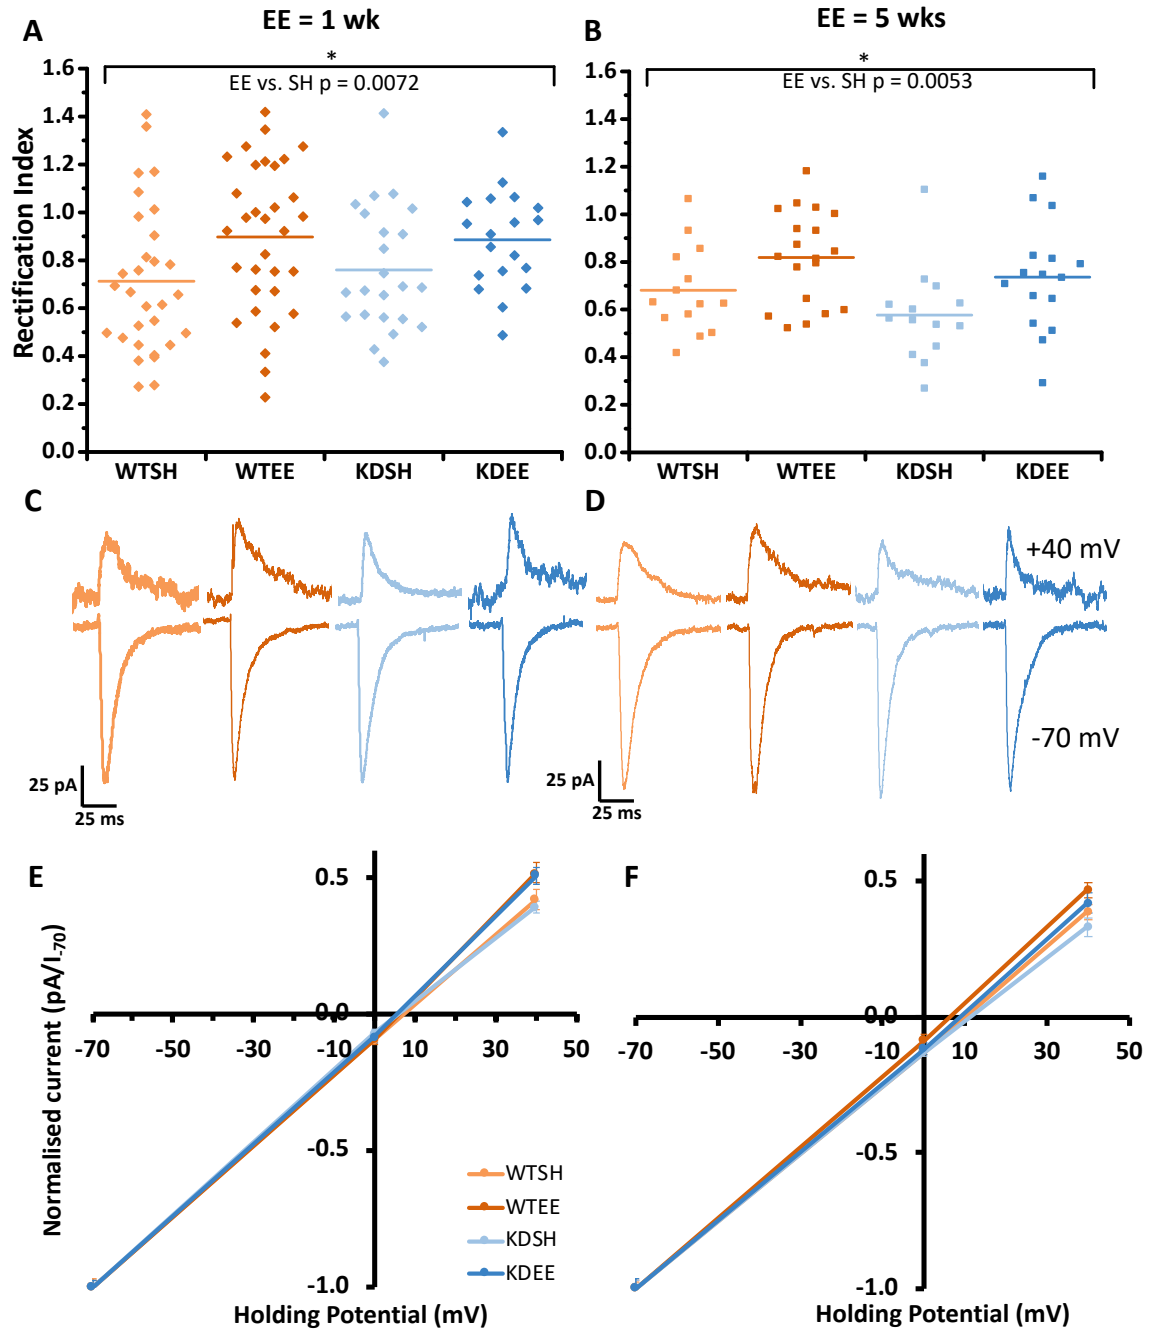 EE = 1 wk
EE = 5 wks
A
B
*
*
EE vs. SH p = 0.0072
EE vs. SH p = 0.0053
Rectification Index
1.6
1.4
1.2
1.0
0.8
0.6
0.4
0.2
0.0
1.6
1.4
1.2
1.0
0.8
0.6
0.4
0.2
0.0
WTSH WTEE KDSH KDEE
WTSH WTEE KDSH KDEE
C
D
+40 mV
-70 mV
25 pA
25 ms
25 pA
25 ms
E
F
Normalised current (pA/I-70)
0.5
0.0
-0.5
-1.0
-70 -50 -30 -10 10 30 50
WTSH
WTEE
KDSH
KDEE
Holding Potential (mV)
0.5
0.0
-0.5
-1.0
-70 -50 -30 -10 10 30 50
Holding Potential (mV)